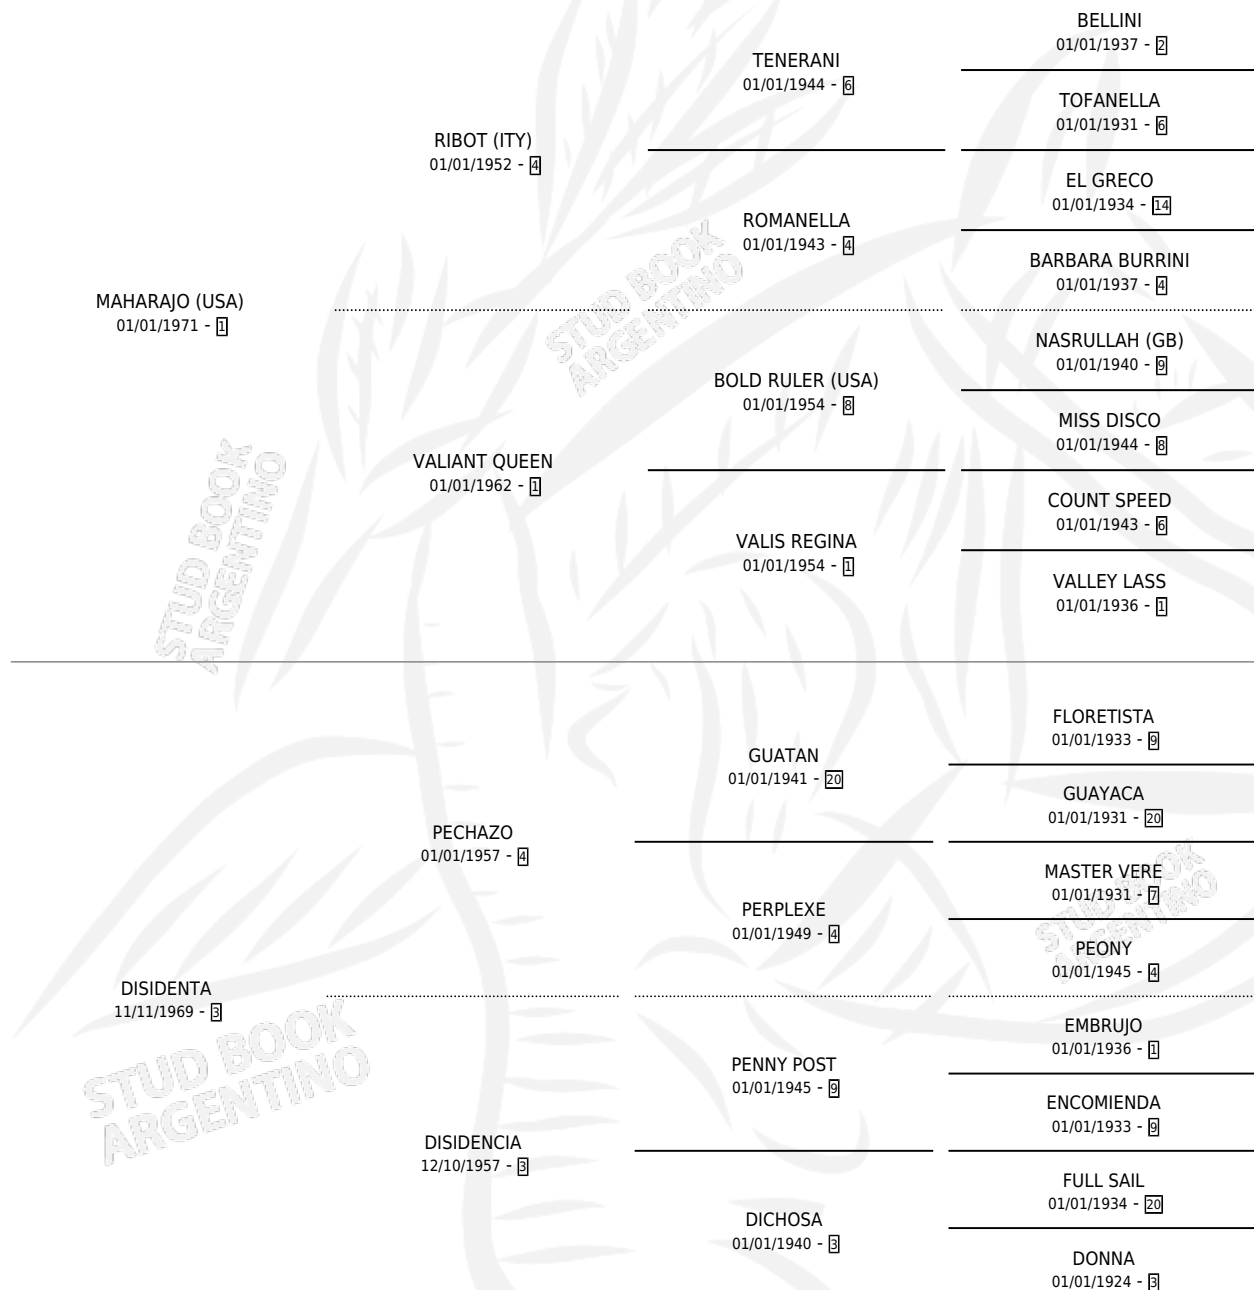 BELLINI
01/01/1937 - 2
TENERANI
01/01/1944 - 6
TOFANELLA
01/01/1931 - 6
RIBOT (ITY)
01/01/1952 - 4
EL GRECO
01/01/1934 - 14
ROMANELLA
01/01/1943 - 4
BARBARA BURRINI
01/01/1937 - 4
MAHARAJO (USA)
01/01/1971 - 1
STUD BOOK
ARGENTINO
NASRULLAH (GB)
01/01/1940 - 9
BOLD RULER (USA)
01/01/1954 - 8
MISS DISCO
01/01/1944 - 8
VALIANT QUEEN
01/01/1962 - 1
COUNT SPEED
01/01/1943 - 6
VALIS REGINA
01/01/1954 - 1
VALLEY LASS
01/01/1936 - 1
STUD BOOK
ARGENTINO
FLORETISTA
01/01/1933 - 9
GUATAN
01/01/1941 - 20
GUAYACA
01/01/1931 - 20
PECHAZO
01/01/1957 - 4
MASTER VERE
01/01/1931 - 7
PERPLEXE
01/01/1949 - 4
PEONY
01/01/1945 - 4
STUD BOOK
ARGENTINO
DISIDENTA
11/11/1969 - 3
EMBRUJO
01/01/1936 - 1
PENNY POST
01/01/1945 - 9
ENCOMIENDA
01/01/1933 - 9
STUD BOOK
ARGENTINO
DISIDENCIA
12/10/1957 - 3
FULL SAIL
01/01/1934 - 20
DICHOSA
01/01/1940 - 3
DONNA
01/01/1924 - 3